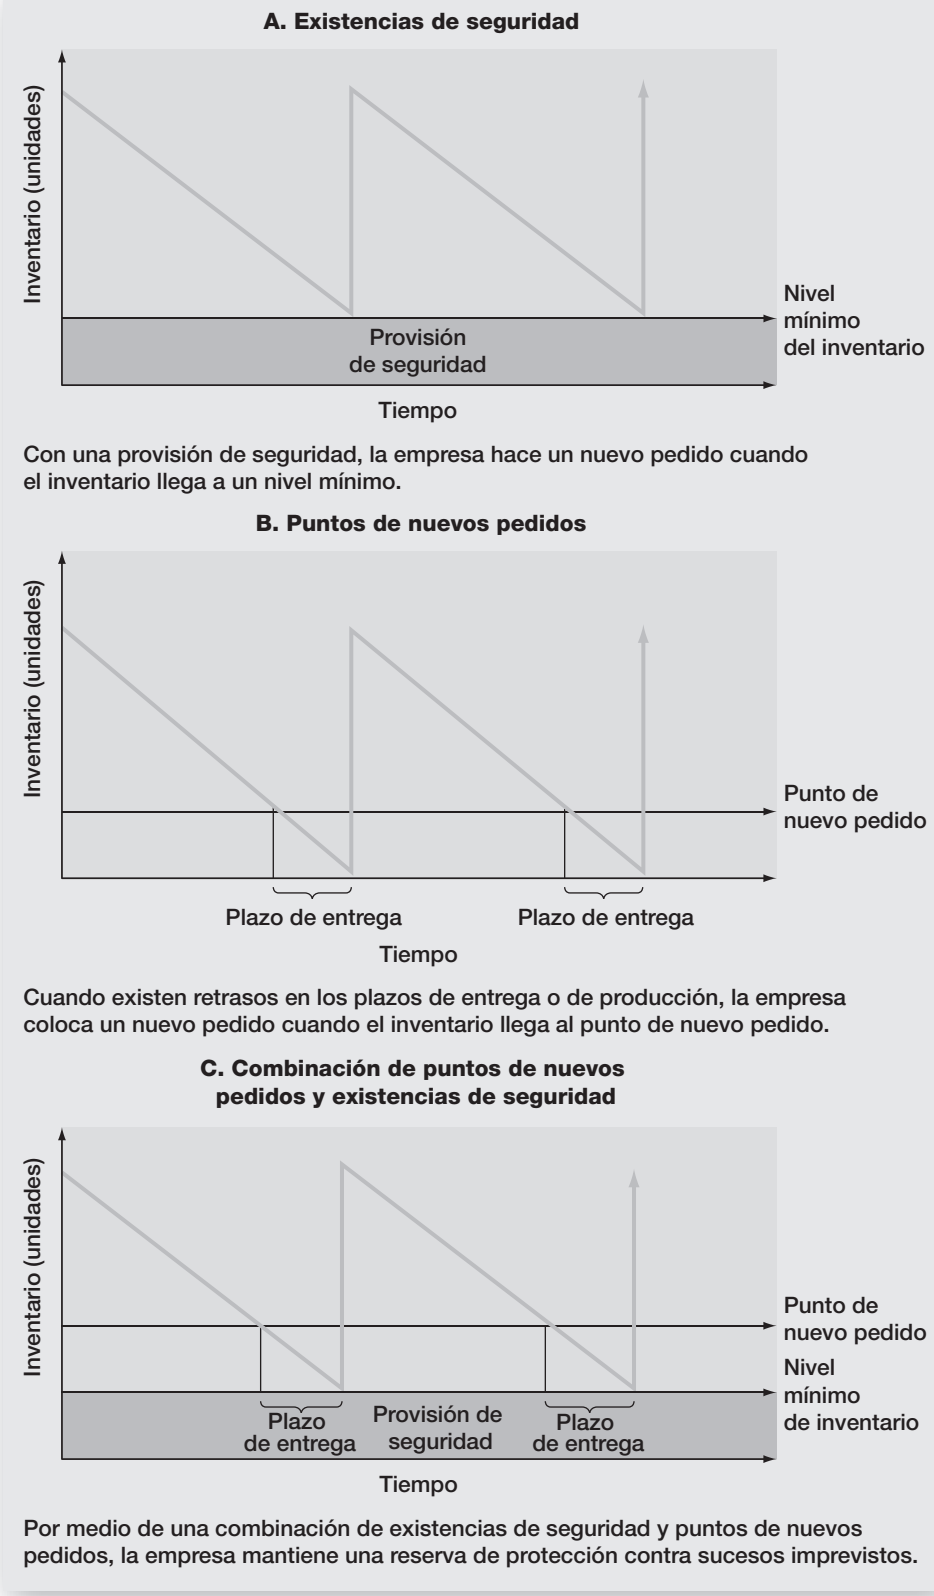 A. Existencias de seguridad
Inventario (unidades)
Nivel
mínimo
del inventario
Provisión
de seguridad
Tiempo
Con una provisión de seguridad, la empresa hace un nuevo pedido cuando
el inventario llega a un nivel mínimo.
B. Puntos de nuevos pedidos
Inventario (unidades)
Punto de
nuevo pedido
Plazo de entrega
Plazo de entrega
Tiempo
Cuando existen retrasos en los plazos de entrega o de producción, la empresa
coloca un nuevo pedido cuando el inventario llega al punto de nuevo pedido.
C. Combinación de puntos de nuevos
pedidos y existencias de seguridad
Inventario (unidades)
Punto de
nuevo pedido
Nivel
mínimo
de inventario
Plazo
de entrega
Provisión de
seguridad
Plazo
de entrega
Tiempo
Por medio de una combinación de existencias de seguridad y puntos de nuevos
pedidos, la empresa mantiene una reserva de protección contra sucesos imprevistos.